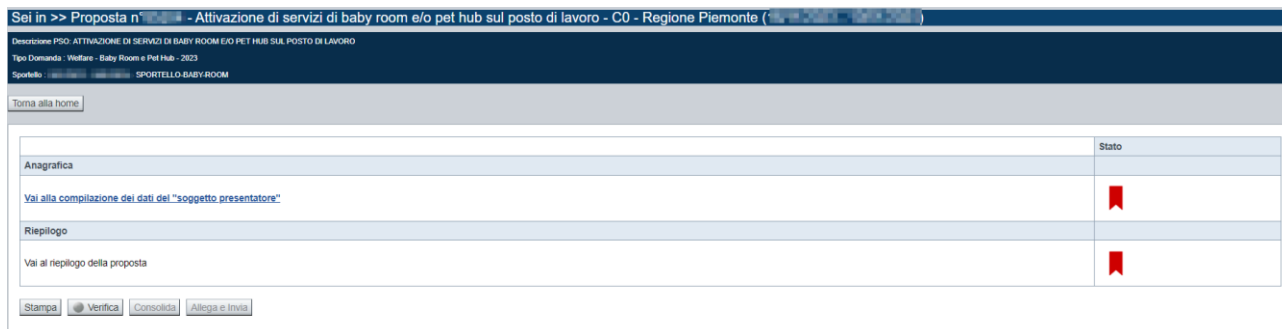 Sei in >> Proposta n° - Attivazione di servizi di baby room e/o pet hub sul posto di lavoro - C0 - Regione Piemonte ( )
Descrizione PSO: ATTIVAZIONE DI SERVIZI DI BABY ROOM E/O PET HUB SUL POSTO DI LAVORO
Tipo Domanda : Welfare - Baby Room e Pet Hub - 2023
Sportello : SPORTELLO-BABY-ROOM
Torna alla home
Stato
Anagrafica
Vai alla compilazione dei dati del "soggetto presentatore"
Riepilogo
Vai al riepilogo della proposta
Stampa Verifica Consolida Allega e Invia